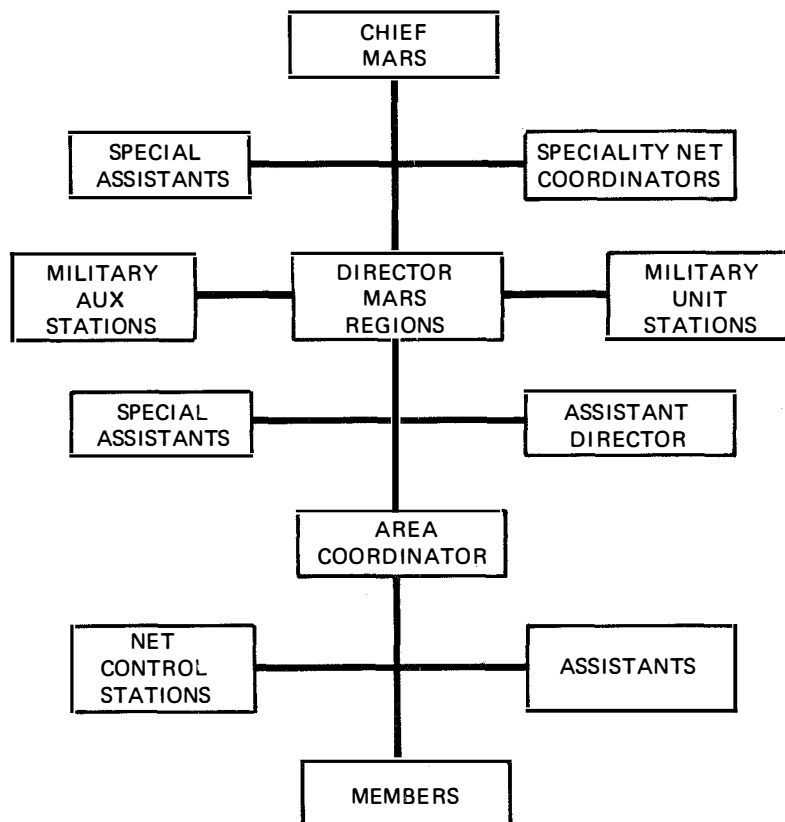 CHIEF
MARS
SPECIAL
ASSISTANTS
SPECIALITY NET
COORDINATORS
MILITARY
AUX
STATIONS
DIRECTOR
MARS
REGIONS
MILITARY
UNIT
STATIONS
SPECIAL
ASSISTANTS
ASSISTANT
DIRECTOR
AREA
COORDINATOR
NET
CONTROL
STATIONS
ASSISTANTS
MEMBERS